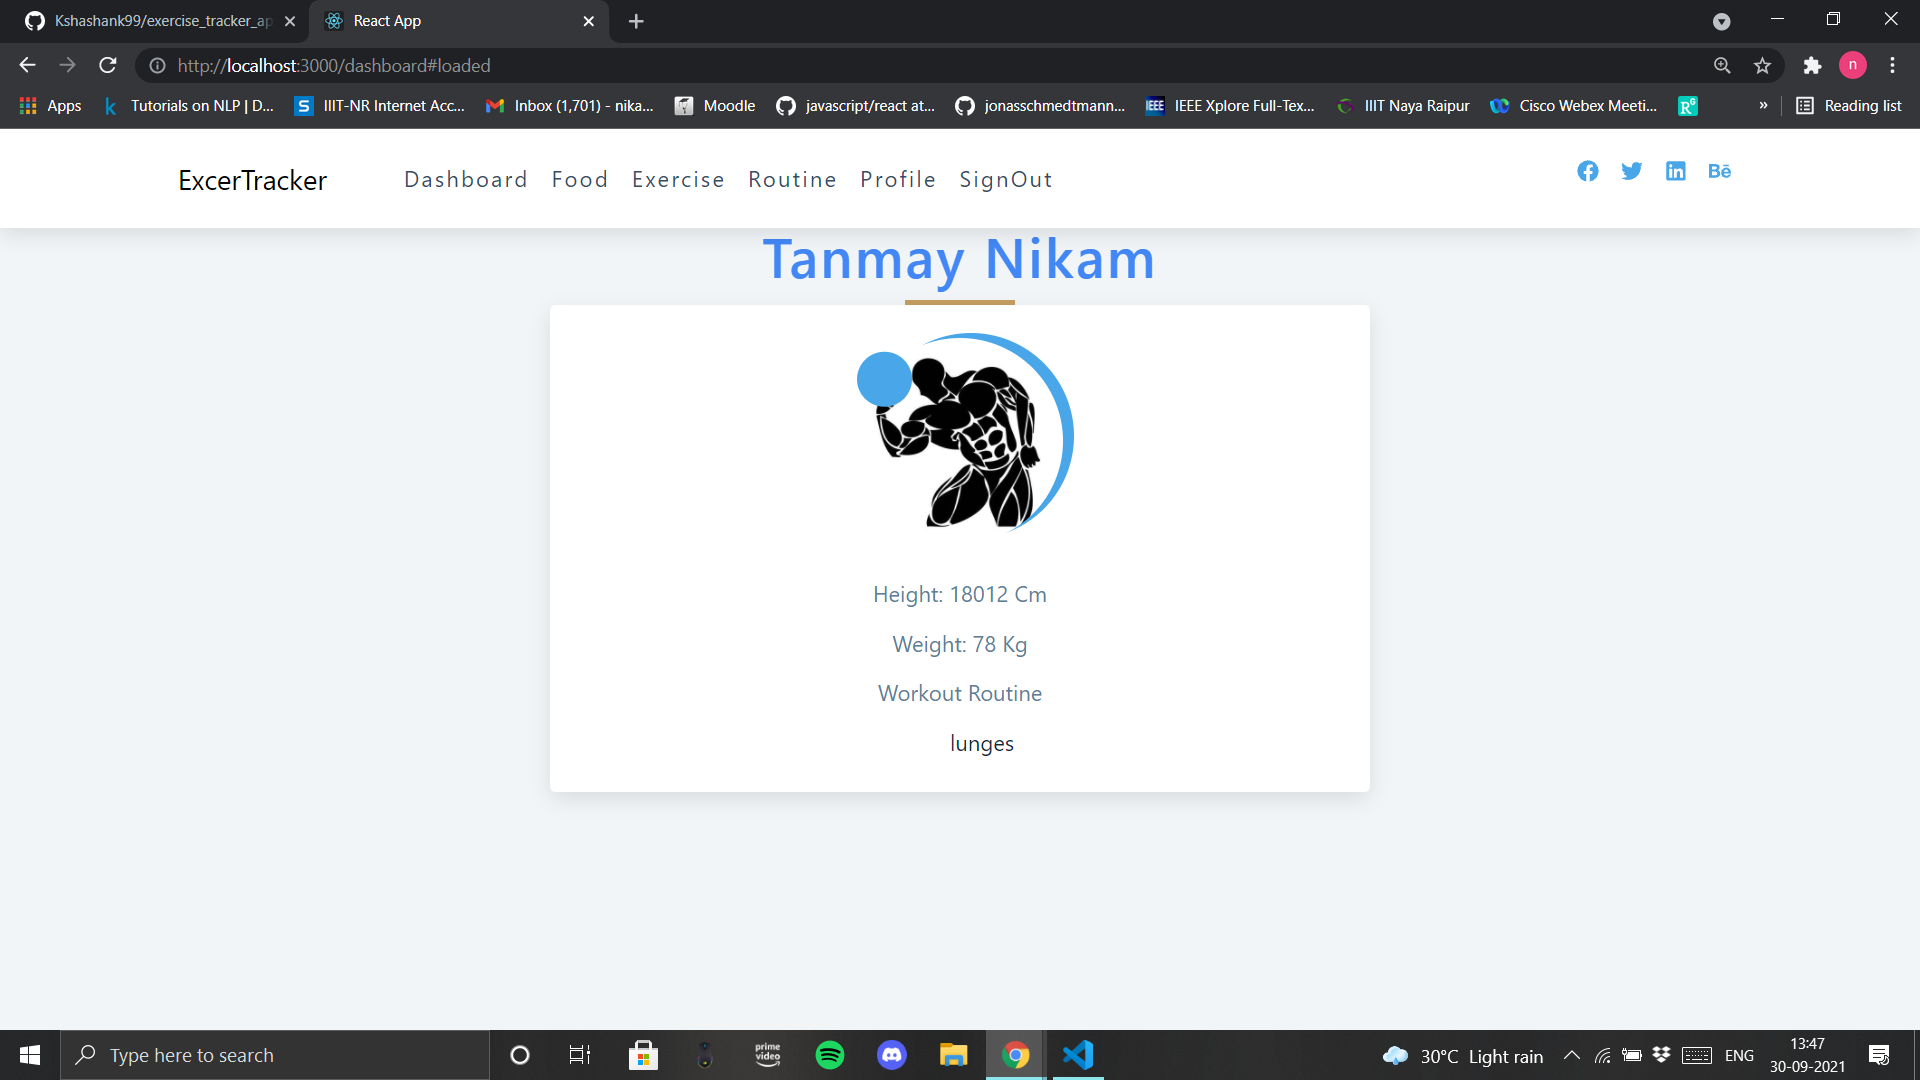 Kshashank99/exercise_tracker_ap
React App
http://localhost:3000/dashboard#loaded
n
Apps
k Tutorials on NLP | D...
S IIIT-NR Internet Acc...
Inbox (1,701) - nika...
Moodle
javascript/react at...
jonasschmedtmann...
IEEE IEEE Xplore Full-Tex...
IIIT Naya Raipur
Cisco Webex Meeti...
RG
»
Reading list
ExcerTracker
Dashboard Food Exercise Routine Profile SignOut
Bē
Tanmay Nikam
Height: 18012 Cm
Weight: 78 Kg
Workout Routine
lunges
Type here to search
prime video
30°C Light rain
ENG
13:47
30-09-2021